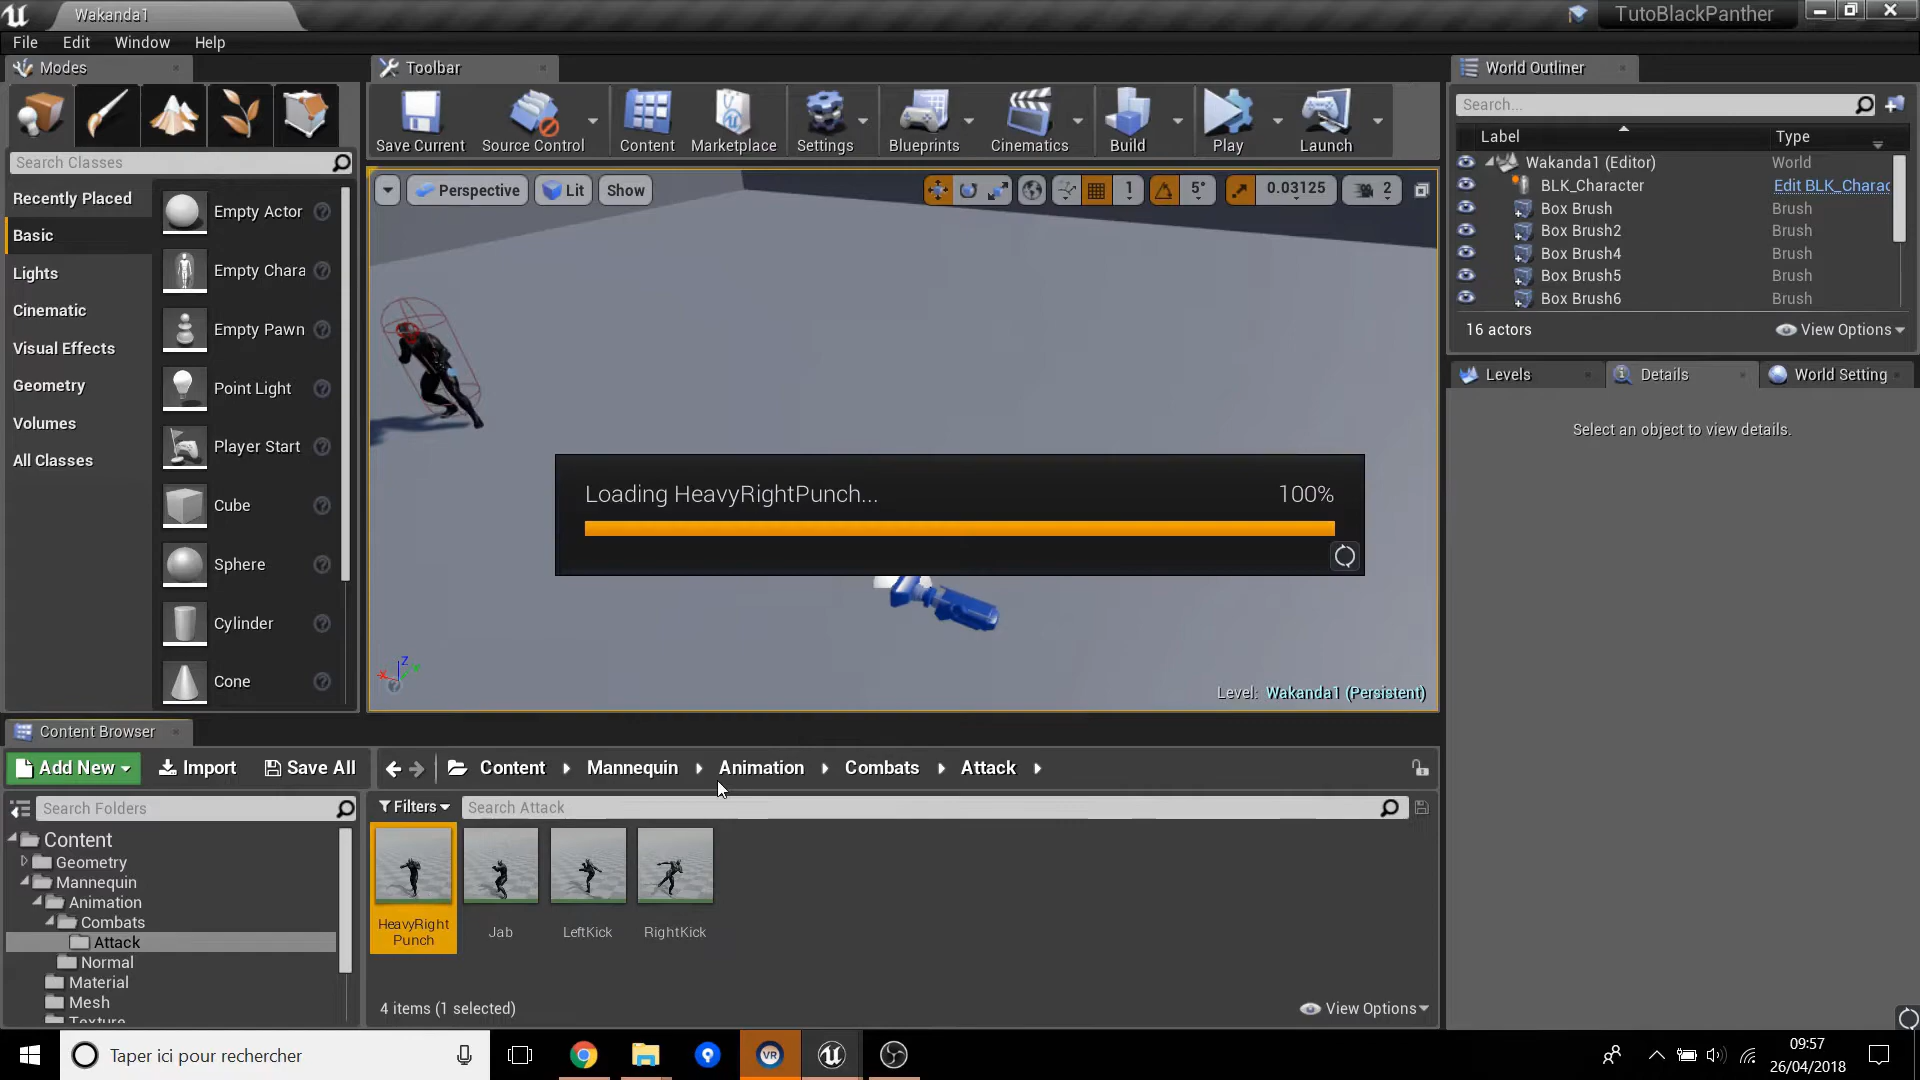 Wakanda1
TutoBlackPanther
File Edit Window Help
Modes
Toolbar
World Outliner
Save Current Source Control Content Marketplace Settings Blueprints Cinematics Build Play Launch
Search...
Label Type
Search Classes
Recently Placed
Basic
Lights
Cinematic
Visual Effects
Geometry
Volumes
All Classes
Empty Actor
Empty Chara
Empty Pawn
Point Light
Player Start
Cube
Sphere
Cylinder
Cone
Perspective Lit Show
1 5° 0.03125 2
Wakanda1 (Editor) World
BLK_Character Edit BLK_Charac
Box Brush Brush
Box Brush2 Brush
Box Brush4 Brush
Box Brush5 Brush
Box Brush6 Brush
16 actors View Options
Levels Details World Setting
Select an object to view details.
Loading HeavyRightPunch... 100%
Z
X
Level: Wakanda1 (Persistent)
Content Browser
Add New Import Save All
Content Mannequin Animation Combats Attack
Search Folders
Filters Search Attack
Content
Geometry
Mannequin
Animation
Combats
Attack
Normal
Material
Mesh
Texture
HeavyRight
Punch
Jab
LeftKick
RightKick
4 items (1 selected) View Options
Taper ici pour rechercher
VR
09:57
26/04/2018